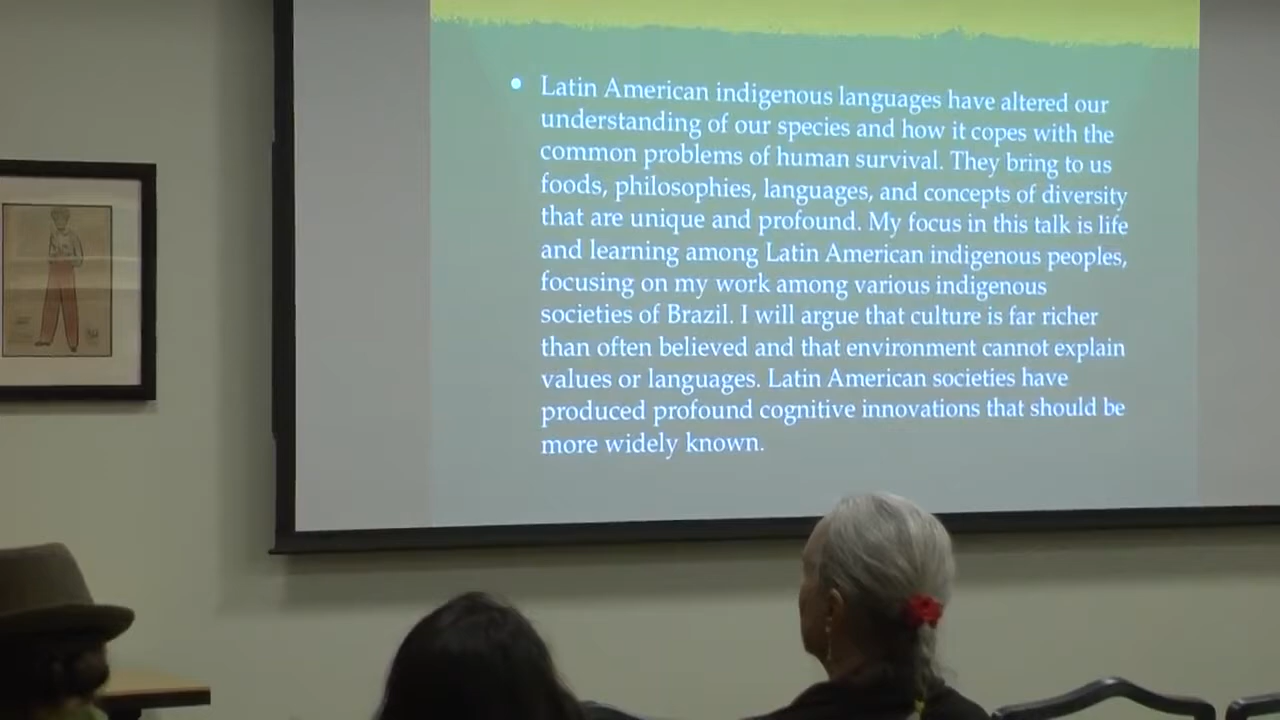 • Latin American indigenous languages have altered our
understanding of our species and how it copes with the
common problems of human survival. They bring to us
foods, philosophies, languages, and concepts of diversity
that are unique and profound. My focus in this talk is life
and learning among Latin American indigenous peoples,
focusing on my work among various indigenous
societies of Brazil. I will argue that culture is far richer
than often believed and that environment cannot explain
values or languages. Latin American societies have
produced profound cognitive innovations that should be
more widely known.